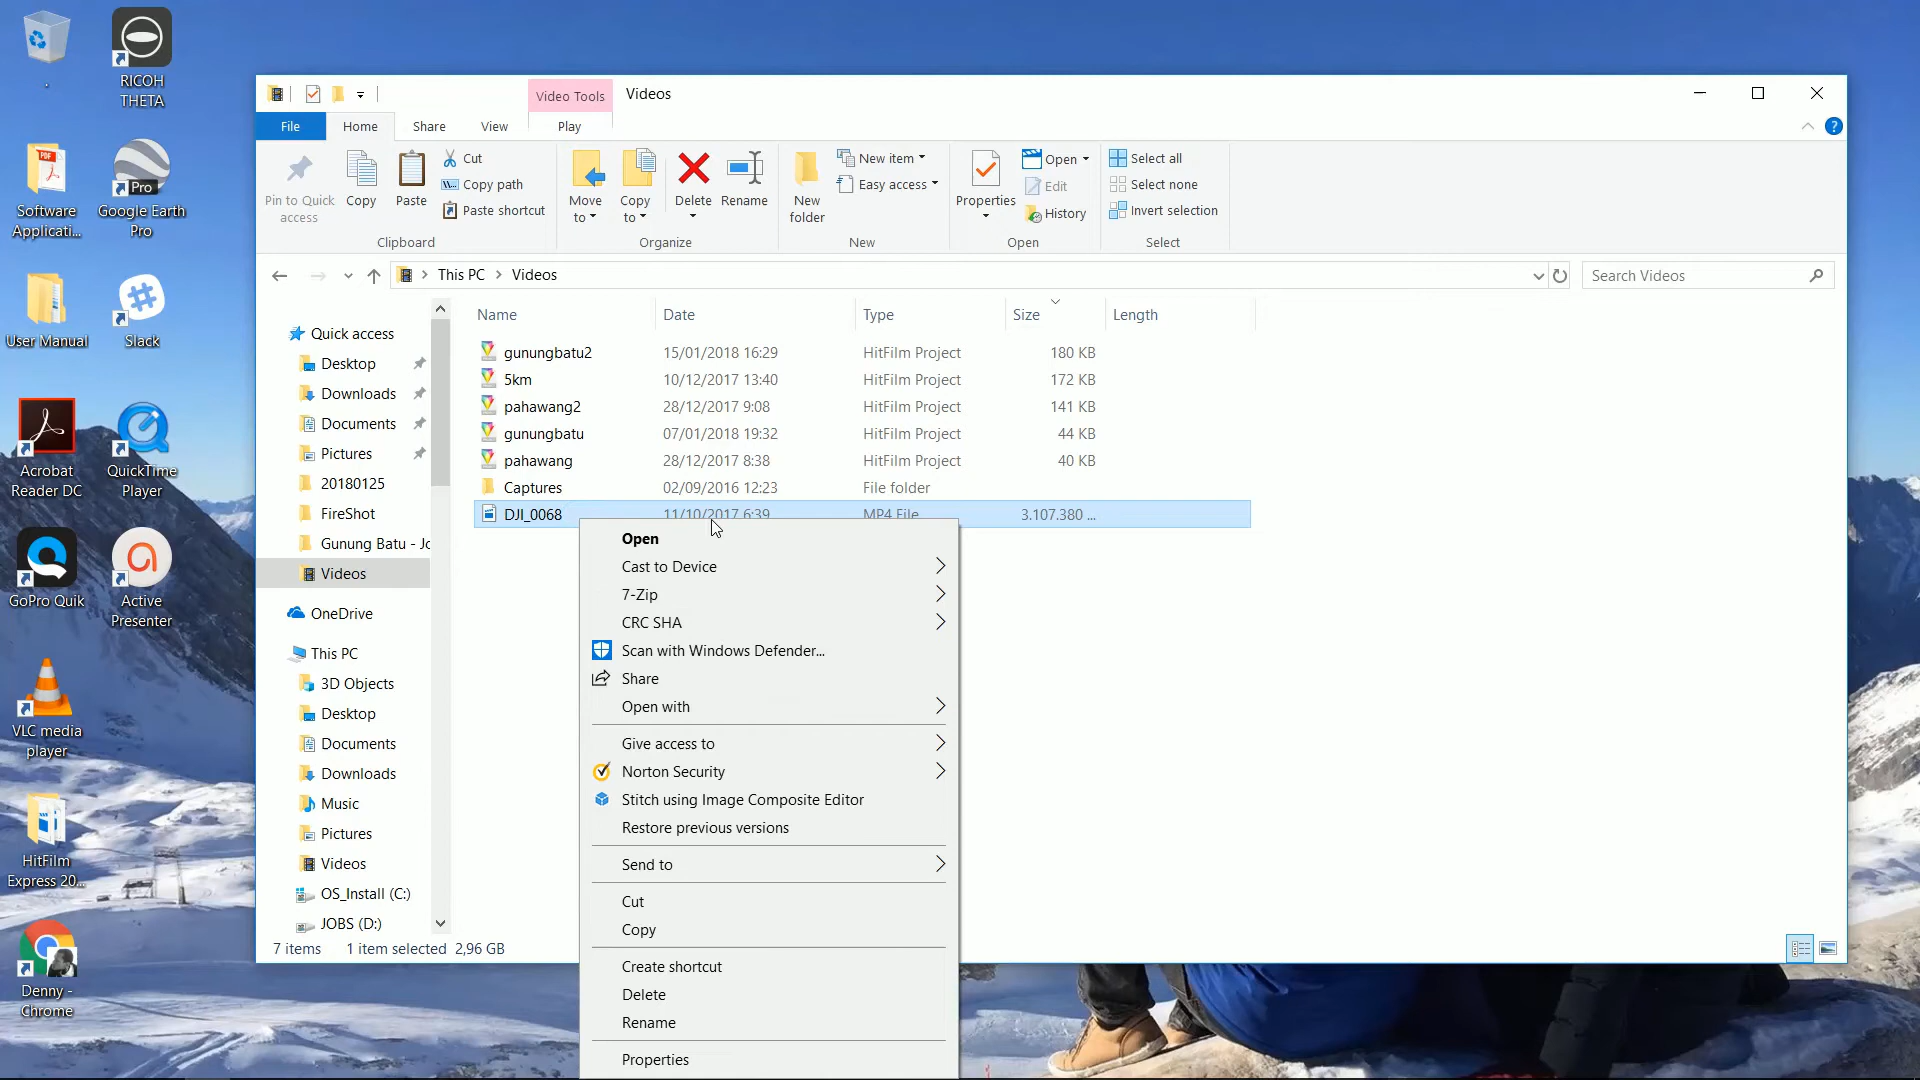 .
RICOH
THETA
Software
Applicati...
Pro
Google Earth
Pro
User Manual
Slack
Acrobat
Reader DC
QuickTime
Player
GoPro Quik
Active
Presenter
VLC media
player
HitFilm
Express 20...
Denny -
Chrome
Video Tools
Videos
File
Home
Share
View
Play
Pin to Quick
access
Copy
Paste
Cut
Copy path
Paste shortcut
Clipboard
Move
to
Copy
to
Delete
Rename
Organize
New
folder
New item
Easy access
New
Properties
Open
Edit
History
Open
Select all
Select none
Invert selection
Select
This PC > Videos
Search Videos
Quick access
Desktop
Downloads
Documents
Pictures
20180125
FireShot
Gunung Batu - Jo
Videos
OneDrive
This PC
3D Objects
Desktop
Documents
Downloads
Music
Pictures
Videos
OS_Install (C:)
JOBS (D:)
Name Date Type Size Length
gunungbatu2 15/01/2018 16:29 HitFilm Project 180 KB
5km 10/12/2017 13:40 HitFilm Project 172 KB
pahawang2 28/12/2017 9:08 HitFilm Project 141 KB
gunungbatu 07/01/2018 19:32 HitFilm Project 44 KB
pahawang 28/12/2017 8:38 HitFilm Project 40 KB
Captures 02/09/2016 12:23 File folder
DJI_0068 11/10/2017 6:39 MP4 File 3.107.380 ...
Open
Cast to Device
7-Zip
CRC SHA
Scan with Windows Defender...
Share
Open with
Give access to
Norton Security
Stitch using Image Composite Editor
Restore previous versions
Send to
Cut
Copy
Create shortcut
Delete
Rename
Properties
7 items 1 item selected 2,96 GB